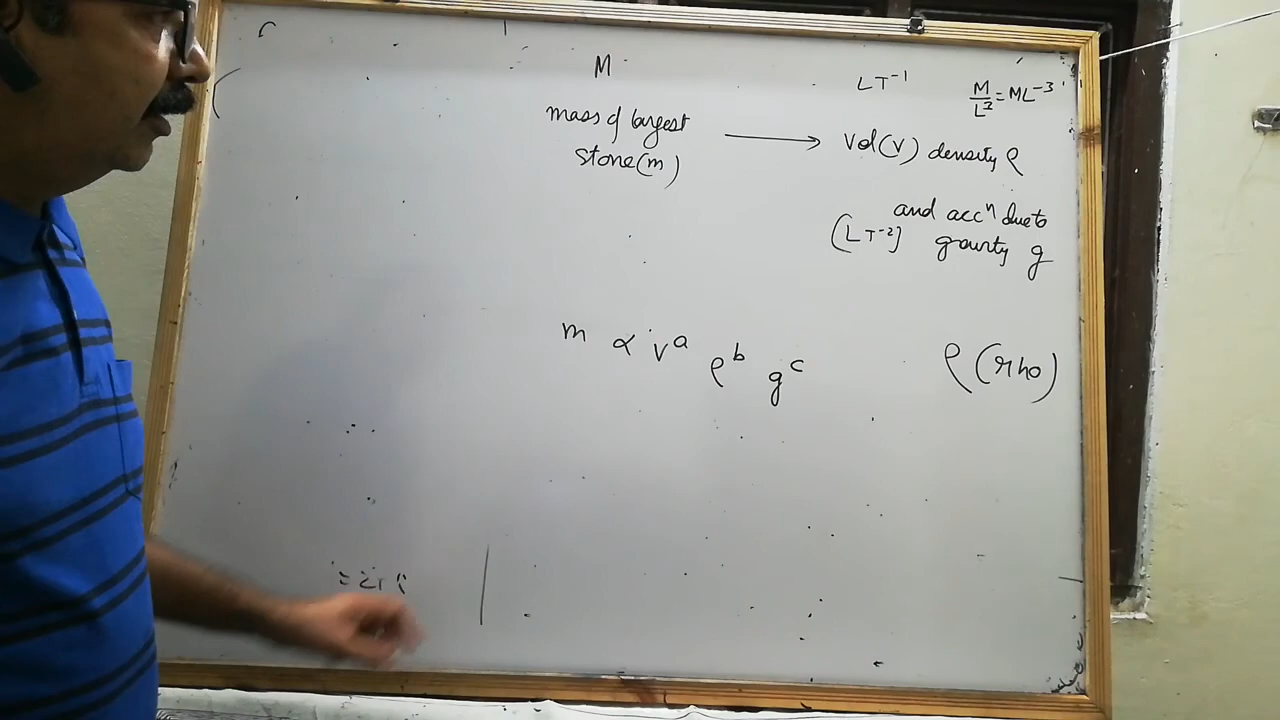 M
LT⁻¹
M/L³ = ML⁻³
mass of largest
stone(m)
⟶ Vel(v) density ρ
and accⁿ due to
(LT⁻²) gravity g
m ∝ vᵃ ρᵇ gᶜ
ρ (rho)